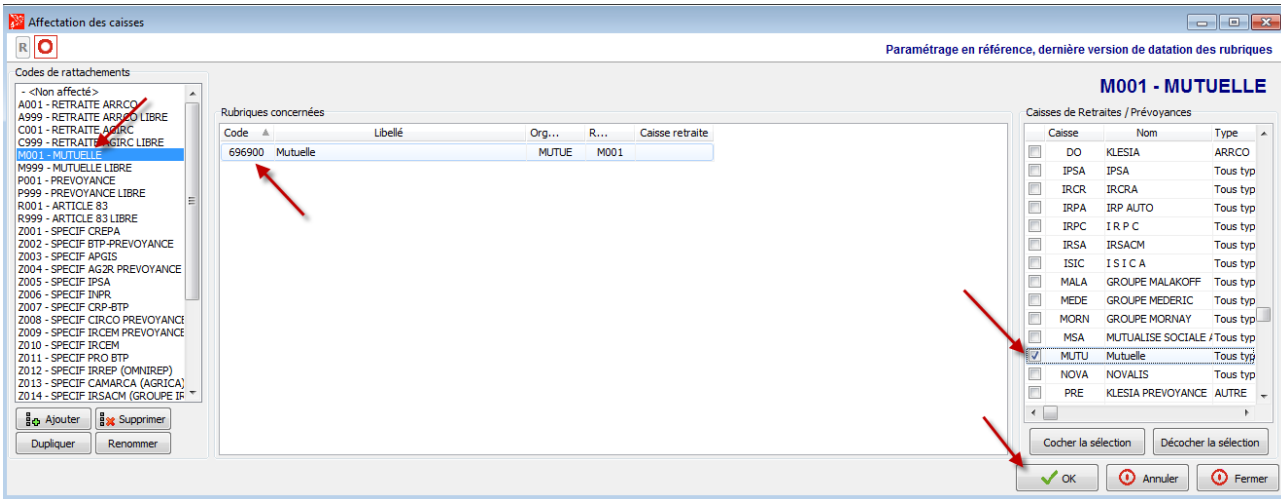 Affectation des caisses
R
Paramétrage en référence, dernière version de datation des rubriques
Codes de rattachements
- <Non affecté>
A001 - RETRAITE ARRCO
A999 - RETRAITE ARRCO LIBRE
C001 - RETRAITE AGIRC
C999 - RETRAITE AGIRC LIBRE
M001 - MUTUELLE
M999 - MUTUELLE LIBRE
P001 - PREVOYANCE
P999 - PREVOYANCE LIBRE
R001 - ARTICLE 83
R999 - ARTICLE 83 LIBRE
Z001 - SPECIF CREPA
Z002 - SPECIF BTP-PREVOYANCE
Z003 - SPECIF APGIS
Z004 - SPECIF AG2R PREVOYANCE
Z005 - SPECIF IPSA
Z006 - SPECIF INPR
Z007 - SPECIF CRP-BTP
Z008 - SPECIF CIRCO PREVOYANCE
Z009 - SPECIF IRCEM PREVOYANCE
Z010 - SPECIF IRCEM
Z011 - SPECIF PRO BTP
Z012 - SPECIF IRREP (OMNIREP)
Z013 - SPECIF CAMARCA (AGRICA)
Z014 - SPECIF IRSACM (GROUPE IR
Ajouter Supprimer
Dupliquer Renommer
Rubriques concernées
Code Libellé Org... R... Caisse retraite
696900 Mutuelle MUTUE M001
M001 - MUTUELLE
Caisses de Retraites / Prévoyances
Caisse Nom Type
DO KLESIA ARRCO
IPSA IPSA Tous typ
IRCR IRCRA Tous typ
IRPA IRP AUTO Tous typ
IRPC I R P C Tous typ
IRSA IRSACM Tous typ
ISIC I S I C A Tous typ
MALA GROUPE MALAKOFF Tous typ
MEDE GROUPE MEDERIC Tous typ
MORN GROUPE MORNAY Tous typ
MSA MUTUALISE SOCIALE A Tous typ
MUTU Mutuelle Tous typ
NOVA NOVALIS Tous typ
PRE KLESIA PREVOYANCE AUTRE
Cocher la sélection Décocher la sélection
OK Annuler Fermer